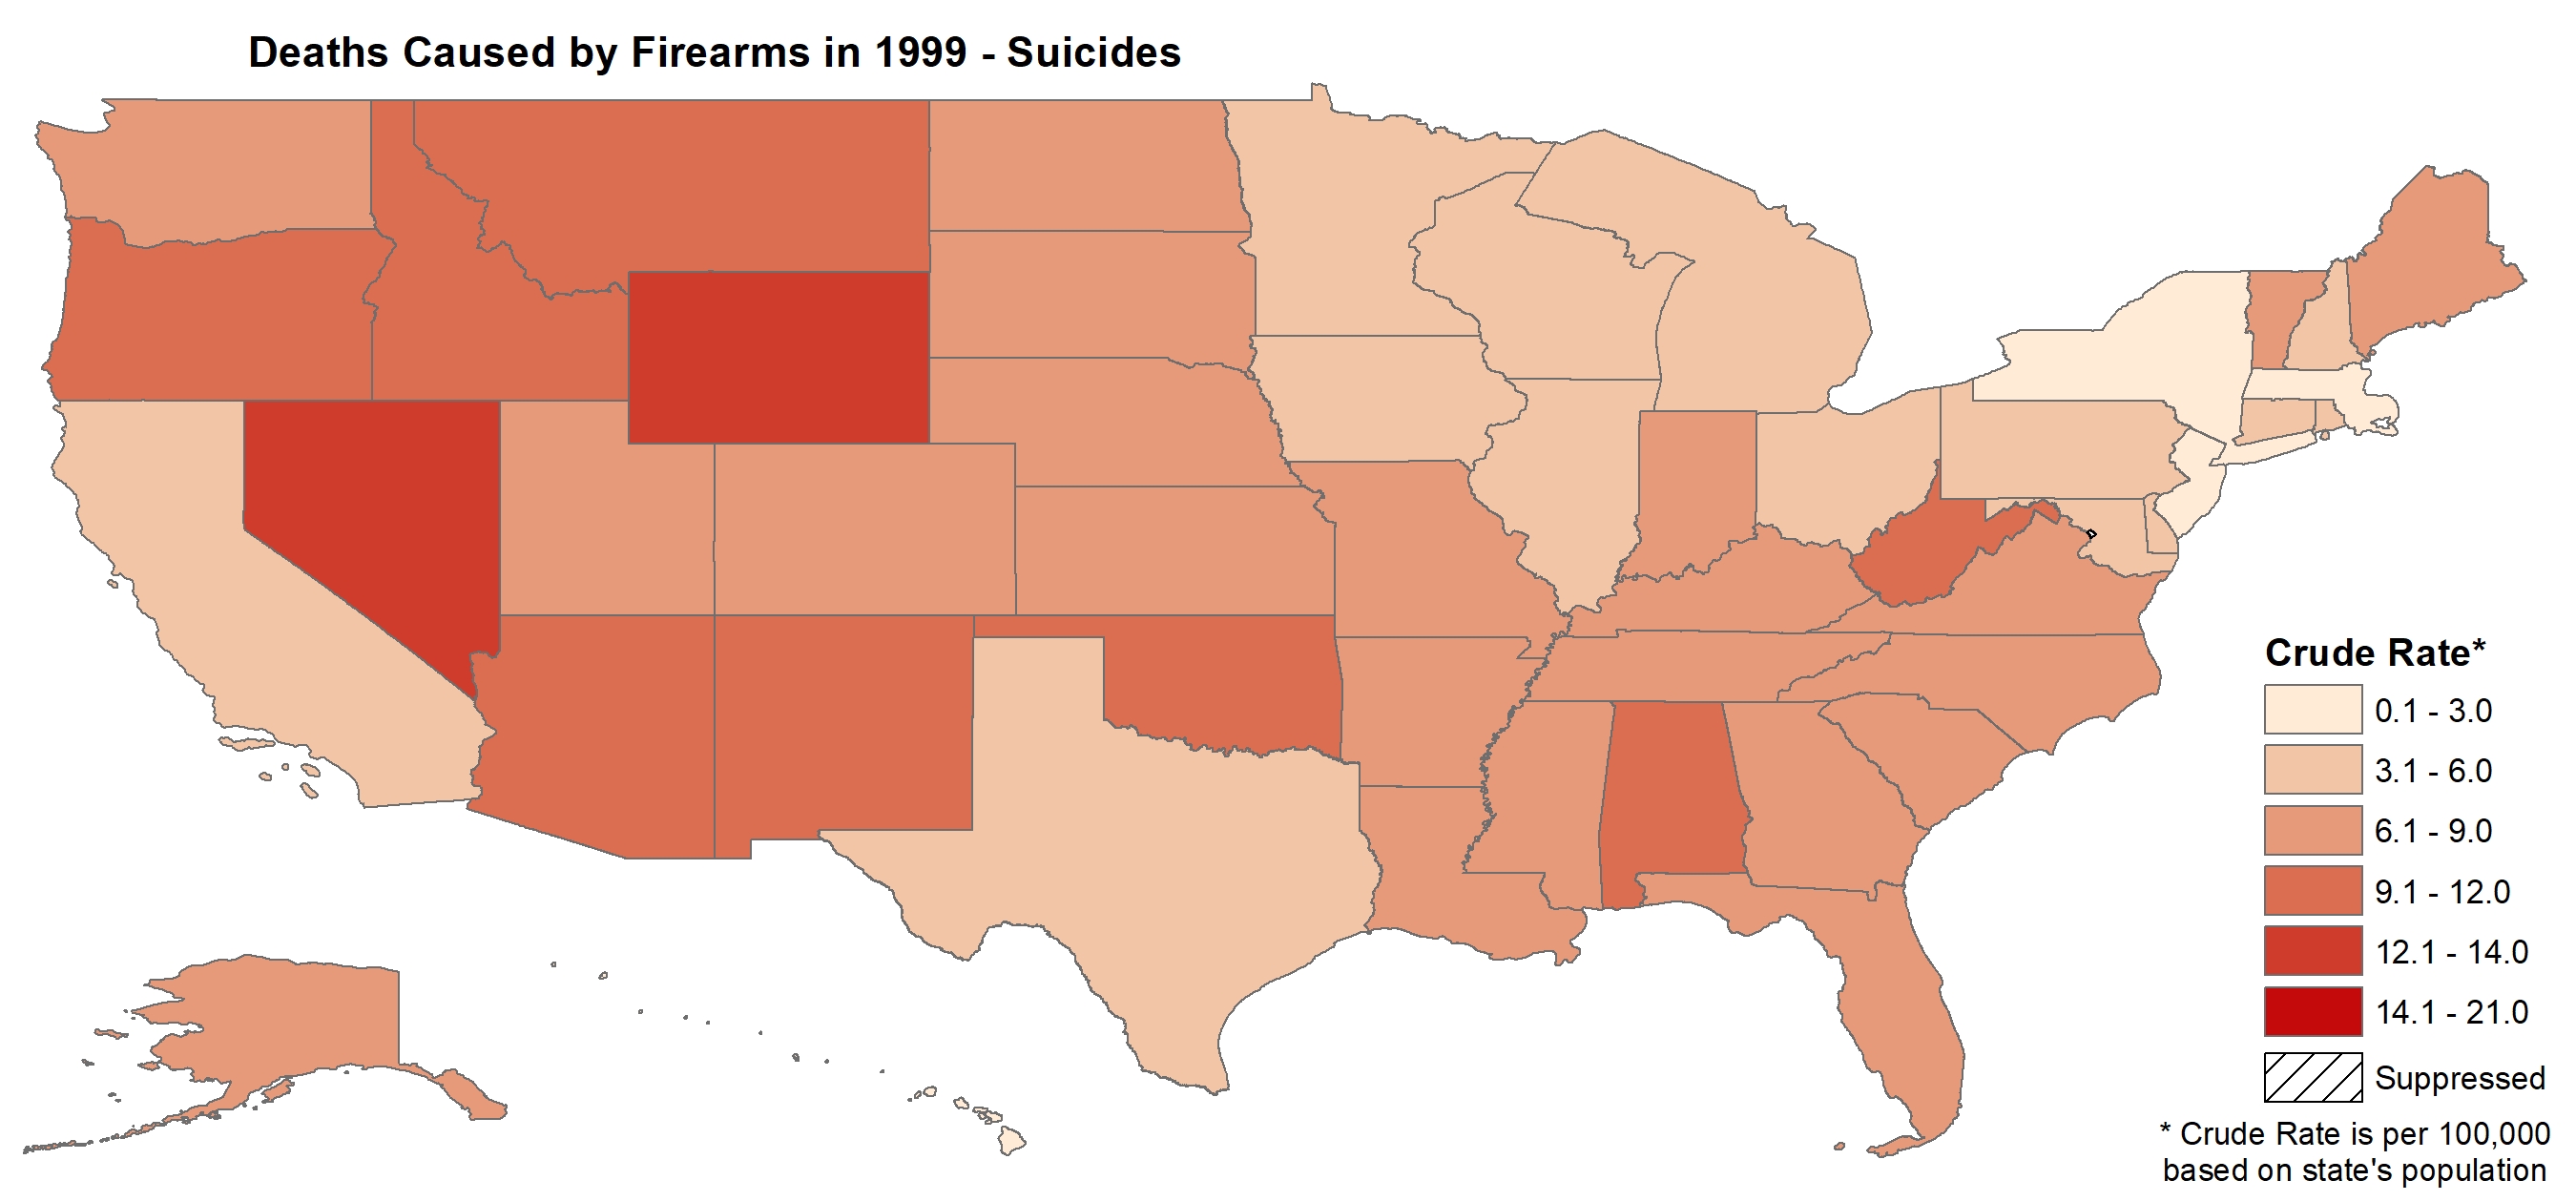 Deaths Caused by Firearms in 1999 - Suicides
Crude Rate*
0.1 - 3.0
3.1 - 6.0
6.1 - 9.0
9.1 - 12.0
12.1 - 14.0
14.1 - 21.0
Suppressed
* Crude Rate is per 100,000
based on state's population